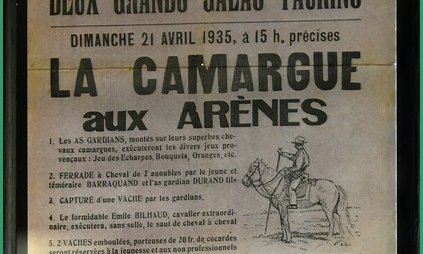 DEUX GRANDS GALAS TAURINS
DIMANCHE 21 AVRIL 1935, à 15 h. précises
LA CAMARGUE
aux ARÈNES
1. Les AS GARDIANS, montés sur leurs superbes che-
vaux camargues, exécuteront les divers jeux pro-
vençaux : Jeu des Echarpes, Bouquets, Oranges, etc.
2. FERRADE à Cheval de 2 anoubles par le jeune et
téméraire BARRAQUAND et l'as gardian DURAND fils
3. CAPTURE d'une VACHE par les gardians.
4. Le formidable Emile BILHAUD, cavalier extraordi-
naire, exécutera, sans selle, le saut de cheval à cheval
5. 2 VACHES emboulées, porteuses de 20 fr. de cocardes
seront réservées à la jeunesse et aux non professionnels